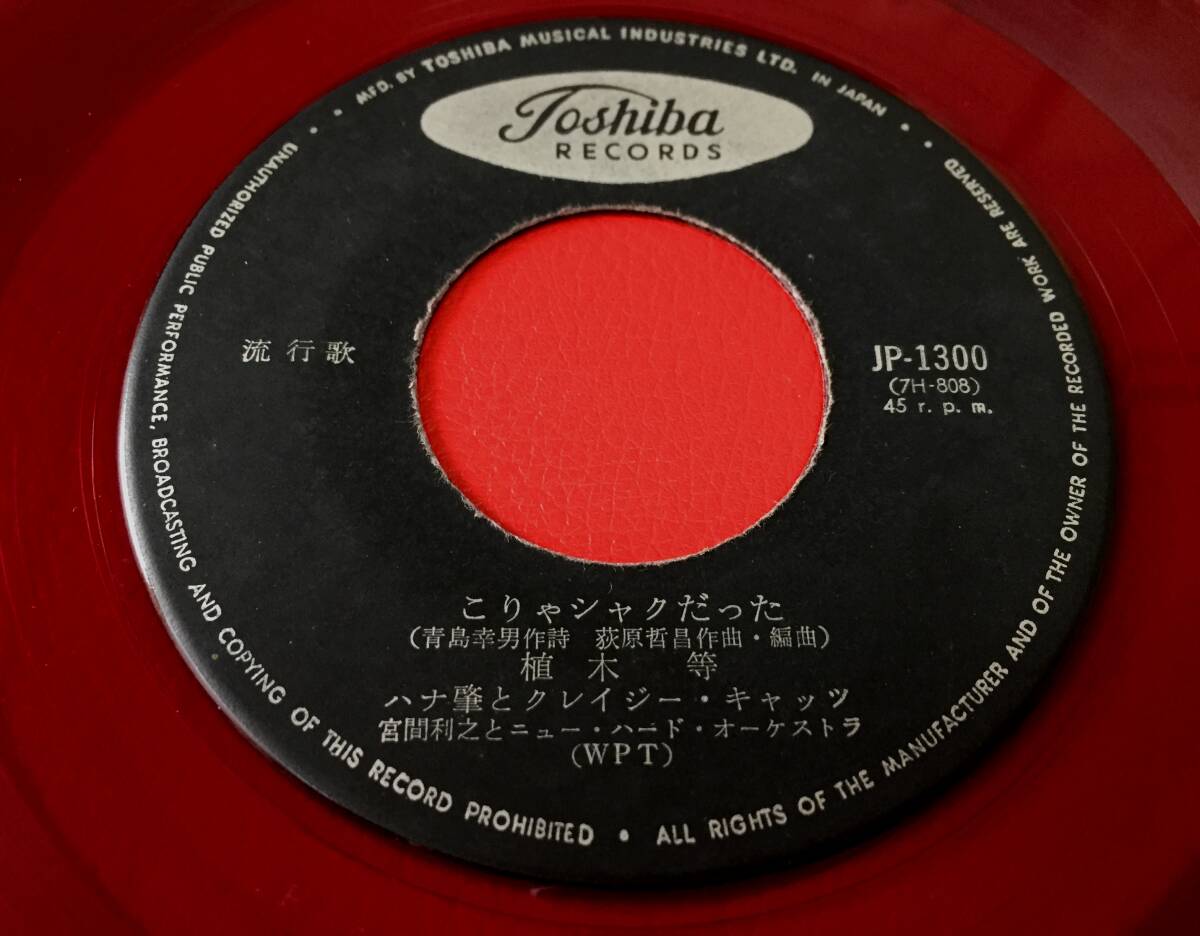 MFD. BY TOSHIBA MUSICAL INDUSTRIES LTD. IN JAPAN
Toshiba
RECORDS
流行歌
JP-1300
(7H-808)
45 r.p.m.
こりゃシャクだった
(青島幸男作詩 萩原哲昌作曲・編曲)
植木 等
ハナ肇とクレイジー・キャッツ
宮間利之とニュー・ハード・オーケストラ
(WPT)
UNAUTHORIZED PUBLIC PERFORMANCE, BROADCASTING AND COPYING OF THIS RECORD PROHIBITED • ALL RIGHTS OF THE MANUFACTURER AND OF THE OWNER OF THE RECORDED WORK ARE RESERVED